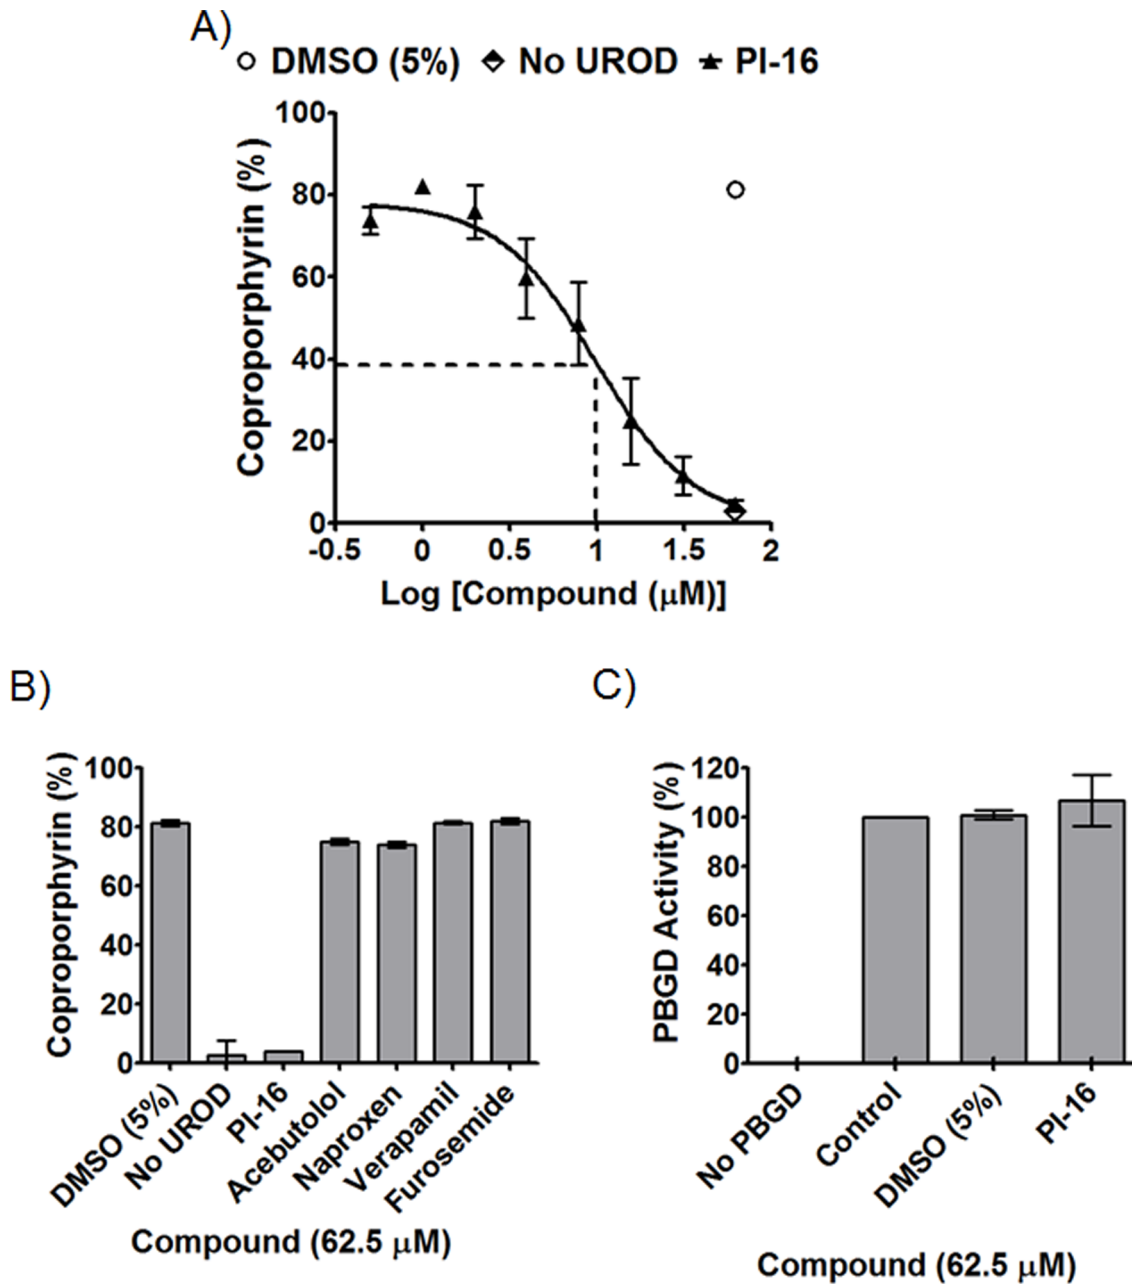 A)
DMSO (5%) No UROD PI-16
Coproporphyrin (%)
100
80
60
40
20
0
-0.5 0 0.5 1 1.5 2
Log [Compound (μM)]
B)
Coproporphyrin (%)
100
80
60
40
20
0
DMSO (5%)
No UROD
PI-16
Acebutolol
Naproxen
Verapamil
Furosemide
Compound (62.5 μM)
C)
PBGD Activity (%)
120
100
80
60
40
20
0
No PBGD
Control
DMSO (5%)
PI-16
Compound (62.5 μM)